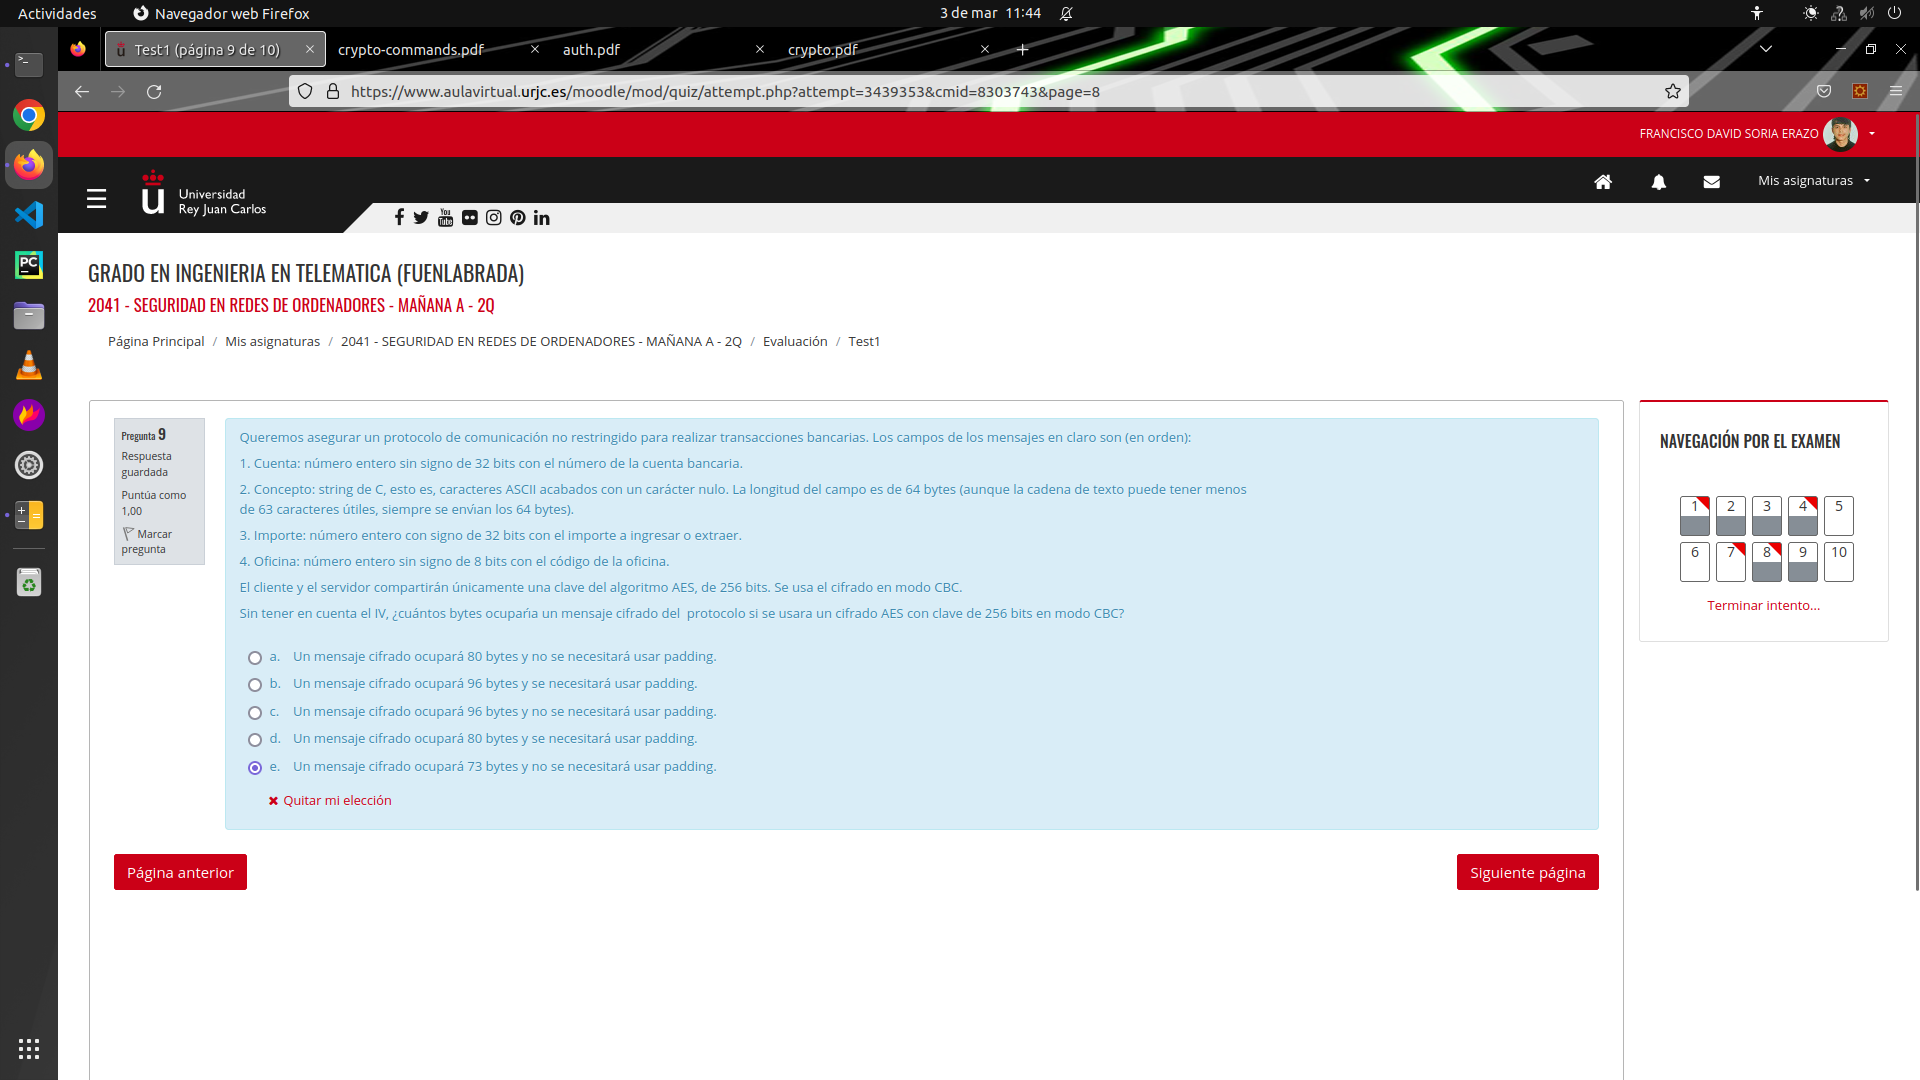 Actividades
Navegador web Firefox
3 de mar 11:44
Test1 (página 9 de 10)
crypto-commands.pdf
auth.pdf
crypto.pdf
https://www.aulavirtual.urjc.es/moodle/mod/quiz/attempt.php?attempt=3439353&cmid=8303743&page=8
FRANCISCO DAVID SORIA ERAZO
Universidad
Rey Juan Carlos
Mis asignaturas
GRADO EN INGENIERIA EN TELEMATICA (FUENLABRADA)
2041 - SEGURIDAD EN REDES DE ORDENADORES - MAÑANA A - 2Q
Página Principal / Mis asignaturas / 2041 - SEGURIDAD EN REDES DE ORDENADORES - MAÑANA A - 2Q / Evaluación / Test1
Pregunta 9
Respuesta
guardada
Puntúa como
1,00
Marcar
pregunta
Queremos asegurar un protocolo de comunicación no restringido para realizar transacciones bancarias. Los campos de los mensajes en claro son (en orden):
1. Cuenta: número entero sin signo de 32 bits con el número de la cuenta bancaria.
2. Concepto: string de C, esto es, caracteres ASCII acabados con un carácter nulo. La longitud del campo es de 64 bytes (aunque la cadena de texto puede tener menos
de 63 caracteres útiles, siempre se envían los 64 bytes).
3. Importe: número entero con signo de 32 bits con el importe a ingresar o extraer.
4. Oficina: número entero sin signo de 8 bits con el código de la oficina.
El cliente y el servidor compartirán únicamente una clave del algoritmo AES, de 256 bits. Se usa el cifrado en modo CBC.
Sin tener en cuenta el IV, ¿cuántos bytes ocuparía un mensaje cifrado del protocolo si se usara un cifrado AES con clave de 256 bits en modo CBC?
a. Un mensaje cifrado ocupará 80 bytes y no se necesitará usar padding.
b. Un mensaje cifrado ocupará 96 bytes y se necesitará usar padding.
c. Un mensaje cifrado ocupará 96 bytes y no se necesitará usar padding.
d. Un mensaje cifrado ocupará 80 bytes y se necesitará usar padding.
e. Un mensaje cifrado ocupará 73 bytes y no se necesitará usar padding.
Quitar mi elección
Página anterior
Siguiente página
NAVEGACIÓN POR EL EXAMEN
1 2 3 4 5
6 7 8 9 10
Terminar intento...